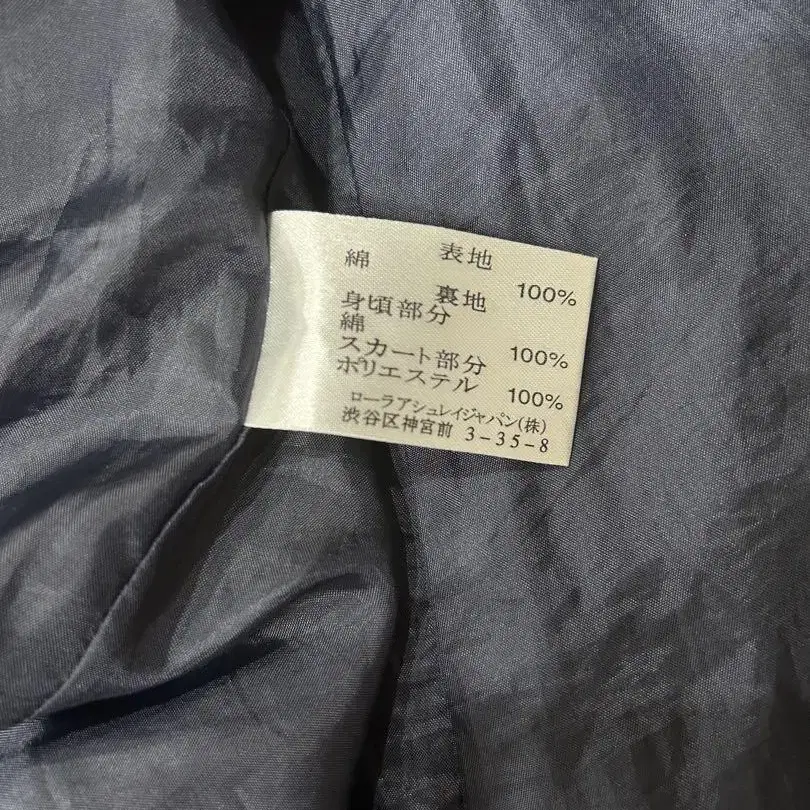 表地
綿 100%
裏地
身頃部分
綿 100%
スカート部分
ポリエステル 100%
ローラアシュレイジャパン(株)
渋谷区神宮前 3-35-8